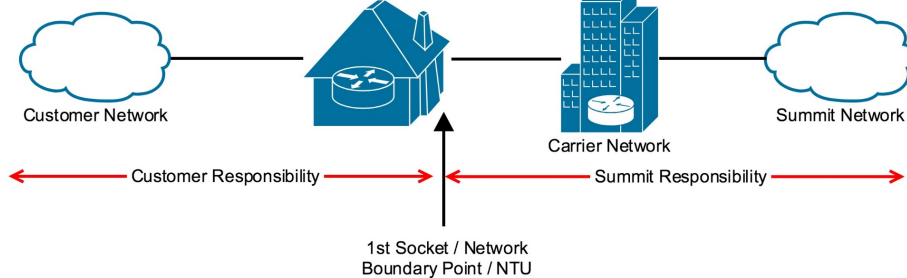 Customer Network
Carrier Network
Summit Network
Customer Responsibility
Summit Responsibility
1st Socket / Network
Boundary Point / NTU